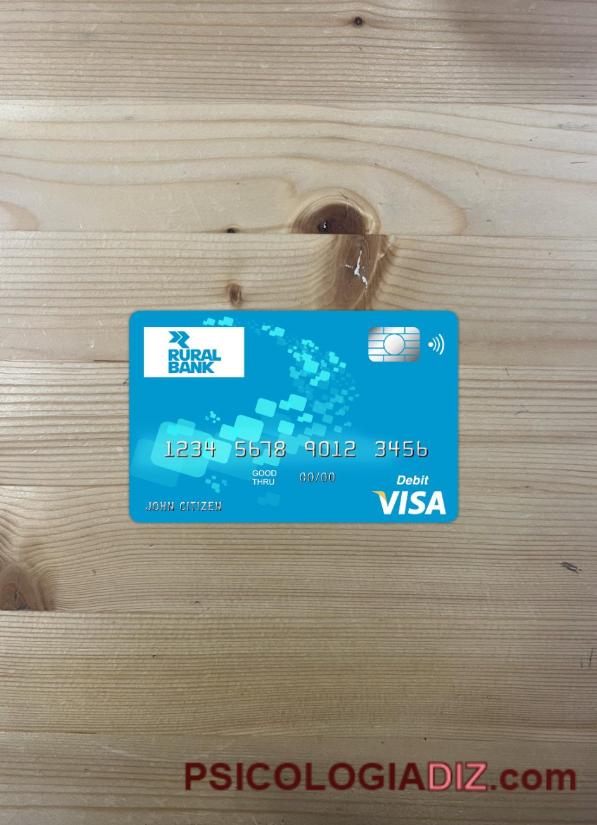 RURAL
BANK
1234 5678 9012 3456
GOOD
THRU
00/00
Debit
VISA
JOHN CITIZEN
PSICOLOGIADIZ.com